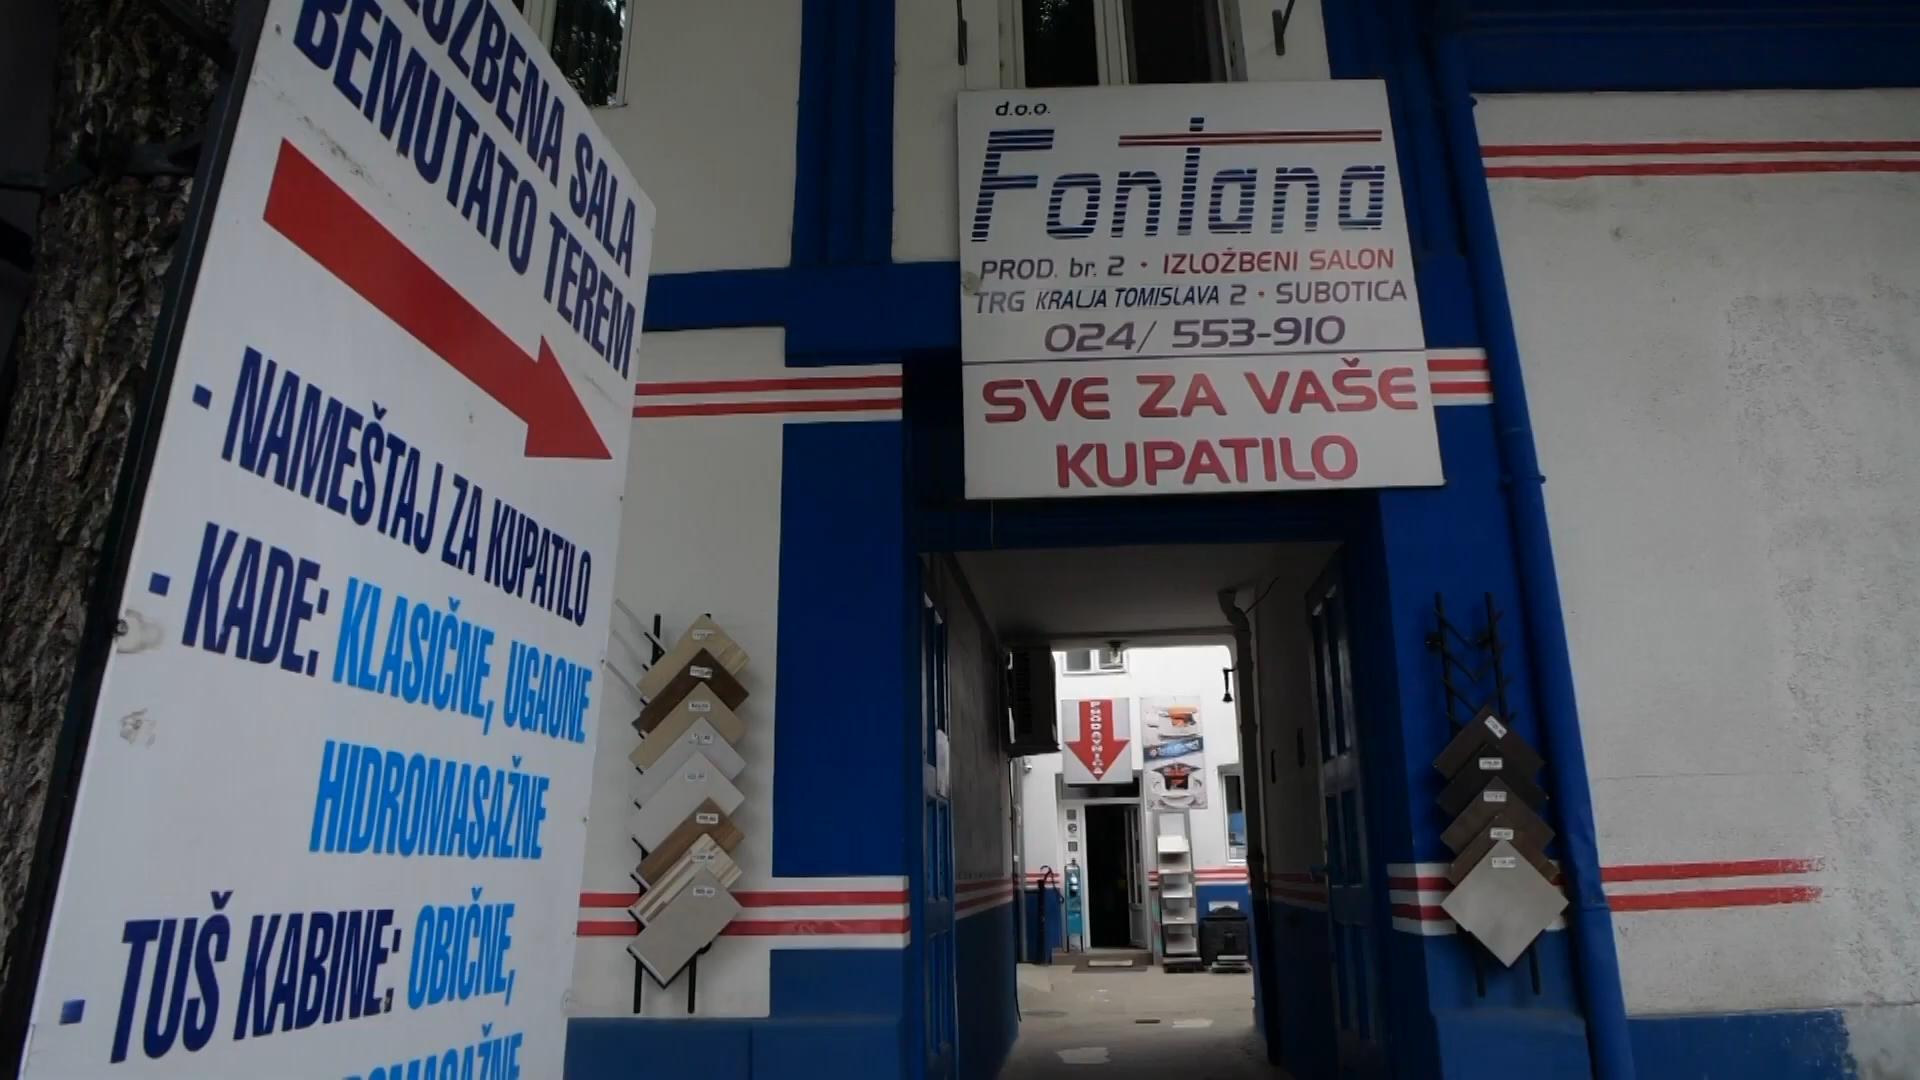 SALA
BEMUTATO TEREM
- NAMEŠTAJ ZA KUPATILO
- KADE: KLASIČNE, UGAONE
HIDROMASAŽNE
- TUŠ KABINE: OBIČNE,
d.o.o.
Fontana
PROD. br. 2 • IZLOŽBENI SALON
TRG KRALJA TOMISLAVA 2 • SUBOTICA
024/ 553-910
SVE ZA VAŠE
KUPATILO
PRODAVNICA